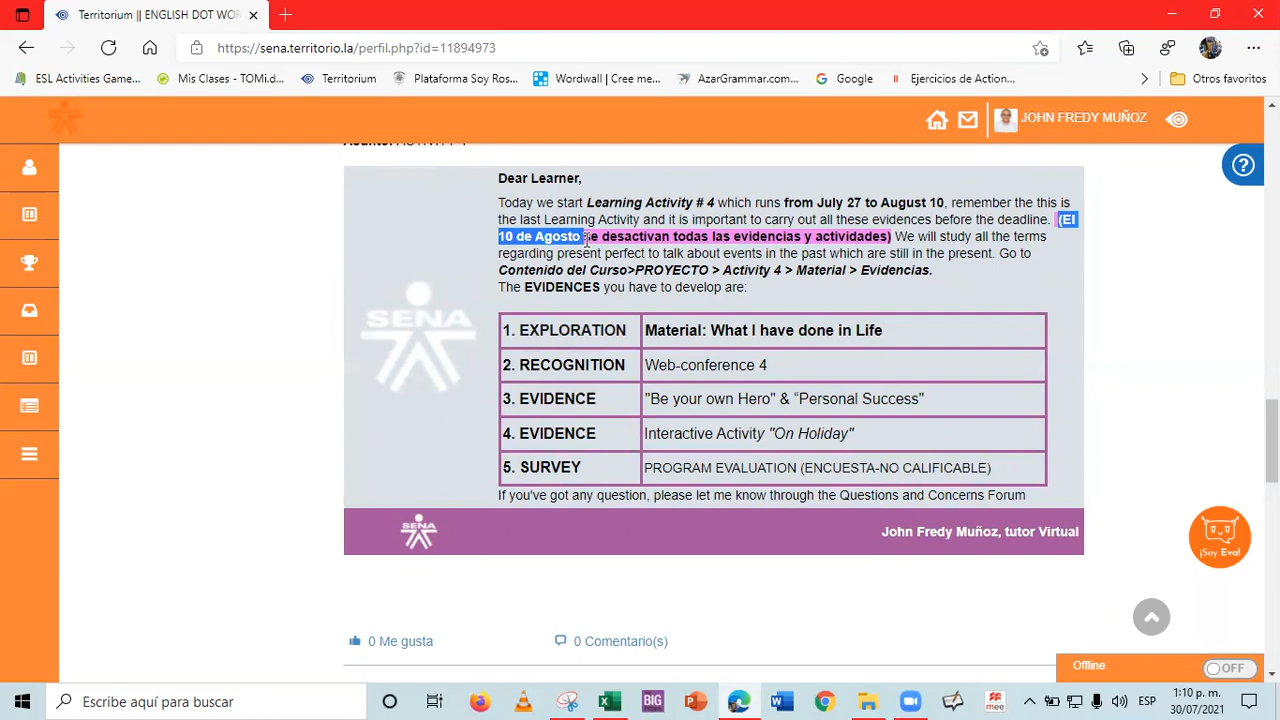 Territorium || ENGLISH DOT WOR
https://sena.territorio.la/perfil.php?id=11894973
ESL Activities Game...
Mis Clases - TOMi.d...
Territorium
Plataforma Soy Ros...
Wordwall | Cree me...
AzarGrammar.com...
Google
Ejercicios de Action...
Otros favoritos
JOHN FREDY MUÑOZ
Dear Learner,
Today we start Learning Activity # 4 which runs from July 27 to August 10, remember the this is
the last Learning Activity and it is important to carry out all these evidences before the deadline. (El
10 de Agosto se desactivan todas las evidencias y actividades) We will study all the terms
regarding present perfect to talk about events in the past which are still in the present. Go to
Contenido del Curso>PROYECTO > Activity 4 > Material > Evidencias.
The EVIDENCES you have to develop are:
1. EXPLORATION Material: What I have done in Life
2. RECOGNITION Web-conference 4
3. EVIDENCE "Be your own Hero" & “Personal Success”
4. EVIDENCE Interactive Activity "On Holiday"
5. SURVEY PROGRAM EVALUATION (ENCUESTA-NO CALIFICABLE)
If you've got any question, please let me know through the Questions and Concerns Forum
SENA
SENA
John Fredy Muñoz, tutor Virtual
¡Soy Eva!
0 Me gusta
0 Comentario(s)
Offline
OFF
Escribe aquí para buscar
BIG
mee
ESP
1:10 p. m.
30/07/2021